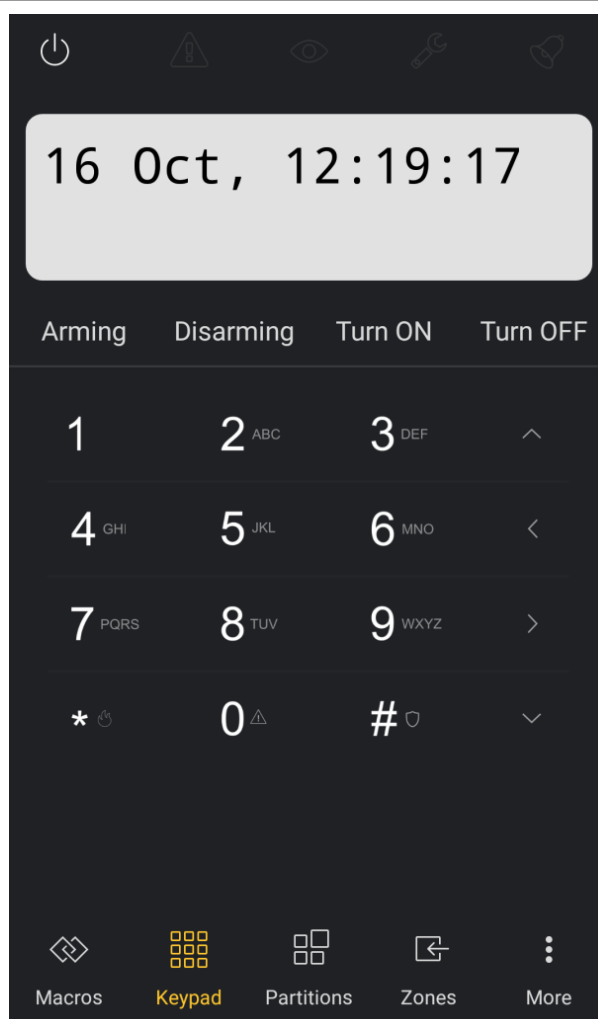 16 Oct, 12:19:17
Arming Disarming Turn ON Turn OFF
1 2 ABC 3 DEF
4 GHI 5 JKL 6 MNO
7 PQRS 8 TUV 9 WXYZ
* 0 #
Macros Keypad Partitions Zones More